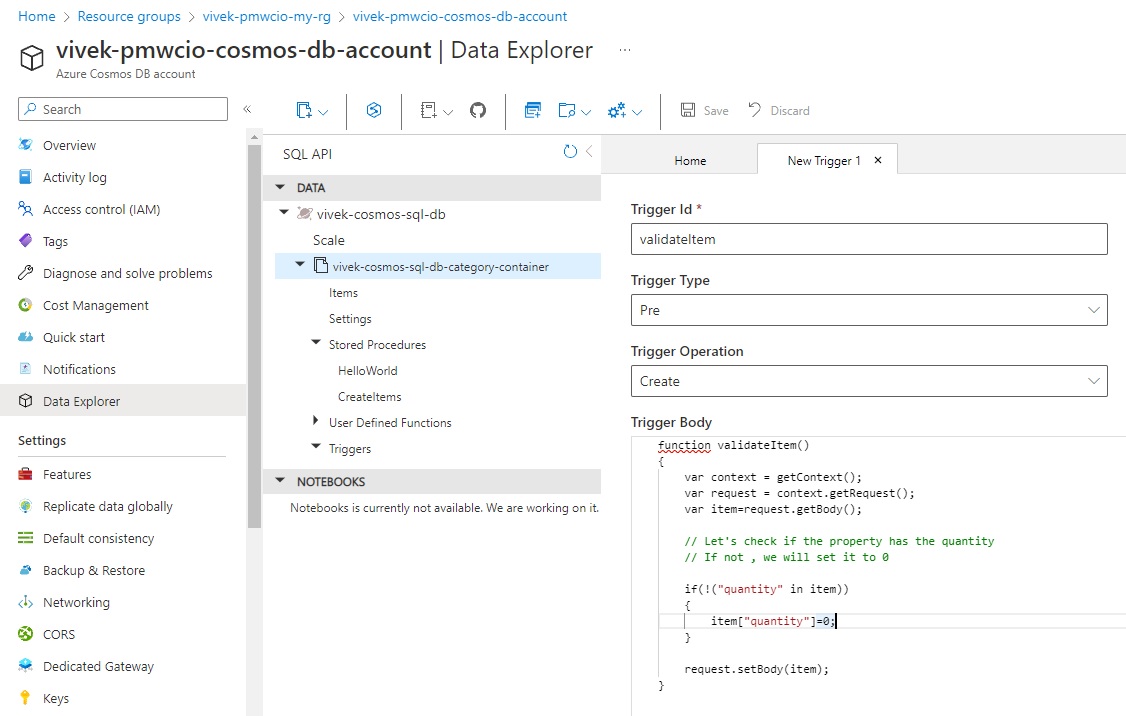 Home > Resource groups > vivek-pmwcio-my-rg > vivek-pmwcio-cosmos-db-account
vivek-pmwcio-cosmos-db-account | Data Explorer ...
Azure Cosmos DB account
Search
«
Save
Discard
Overview
Activity log
Access control (IAM)
Tags
Diagnose and solve problems
Cost Management
Quick start
Notifications
Data Explorer
Settings
Features
Replicate data globally
Default consistency
Backup & Restore
Networking
CORS
Dedicated Gateway
Keys
SQL API
DATA
vivek-cosmos-sql-db
Scale
vivek-cosmos-sql-db-category-container
Items
Settings
Stored Procedures
HelloWorld
CreateItems
User Defined Functions
Triggers
NOTEBOOKS
Notebooks is currently not available. We are working on it.
Home
New Trigger 1
Trigger Id *
validateItem
Trigger Type
Pre
Trigger Operation
Create
Trigger Body
function validateItem()
{
var context = getContext();
var request = context.getRequest();
var item=request.getBody();
// Let's check if the property has the quantity
// If not , we will set it to 0
if(!("quantity" in item))
{
item["quantity"]=0;
}
request.setBody(item);
}